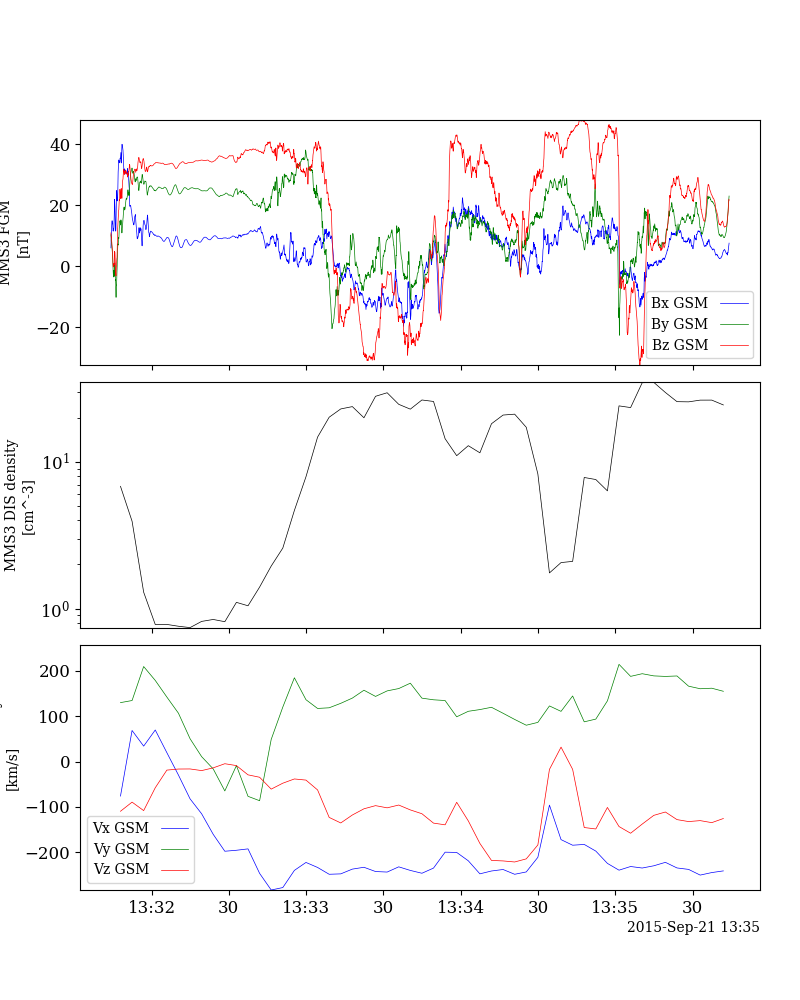 40
20
0
−20
MMS3 FGM
[nT]
Bx GSM
By GSM
Bz GSM
10^1
10^0
MMS3 DIS density
[cm^-3]
200
100
0
−100
−200
[km/s]
Vx GSM
Vy GSM
Vz GSM
13:32 30 13:33 30 13:34 30 13:35 30
2015-Sep-21 13:35